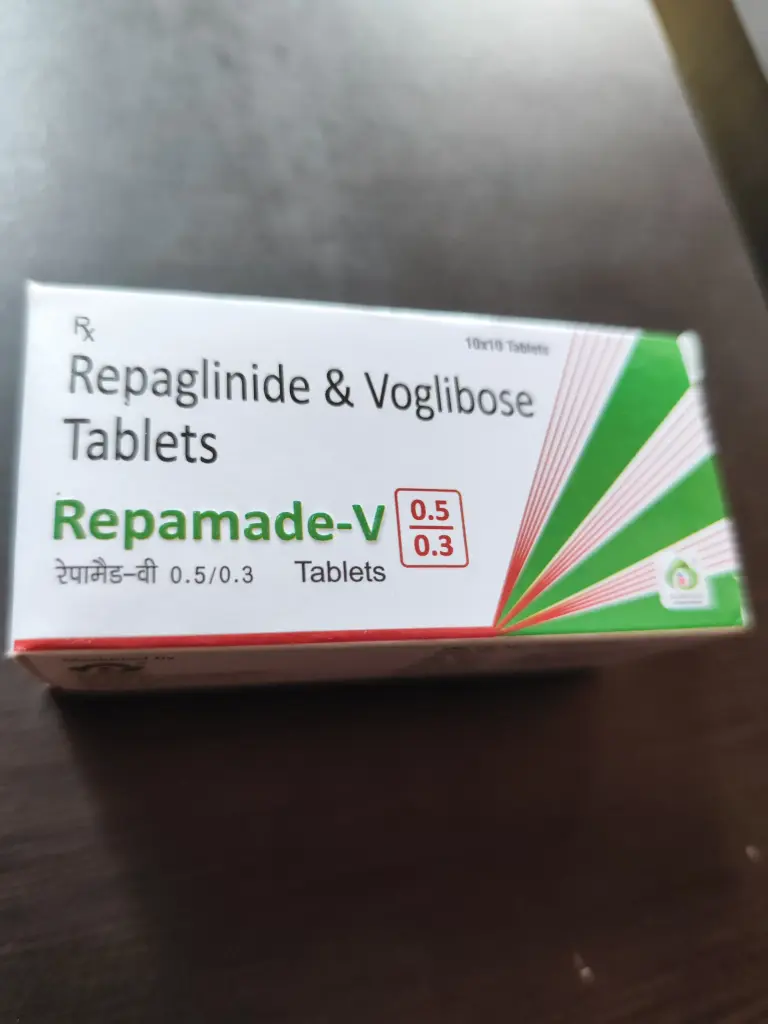 Rx
10x10 Tablets
Repaglinide & Voglibose
Tablets
Repamade-V 0.5
0.3
रेपामैड-वी 0.5/0.3 Tablets